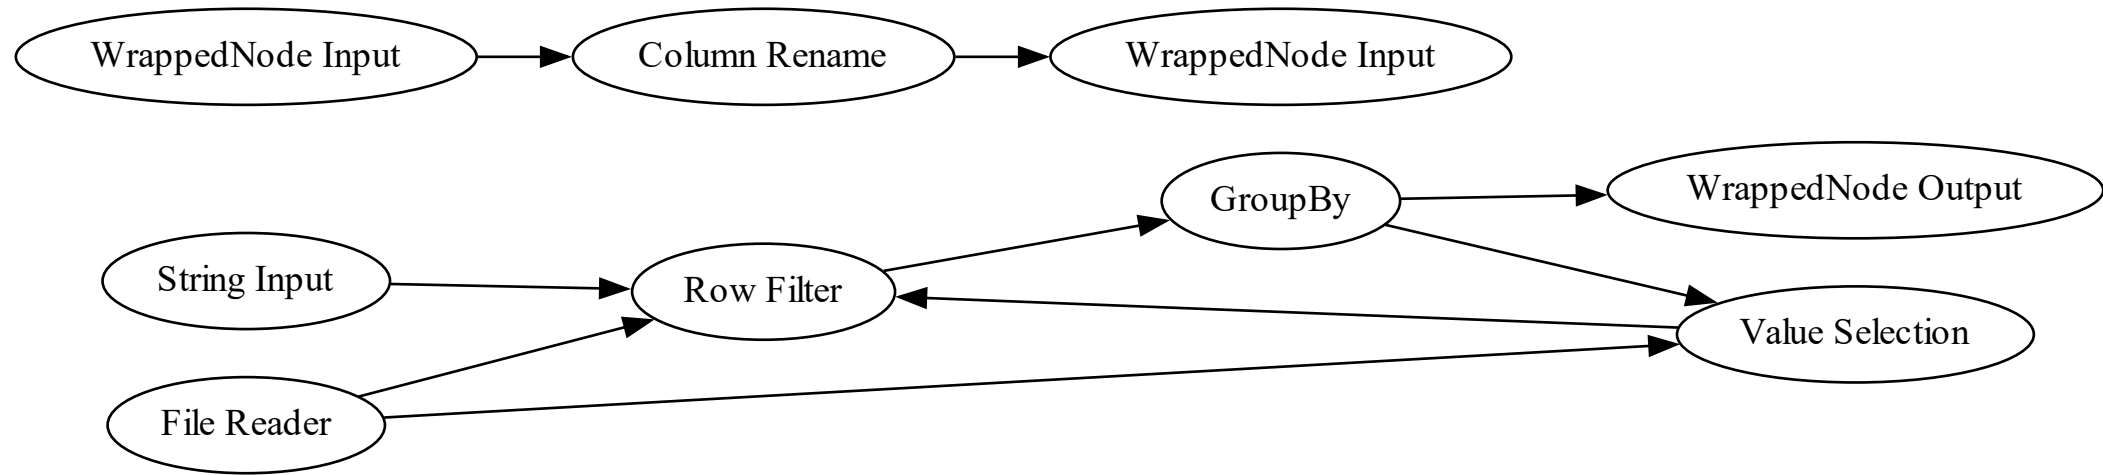 WrappedNode Input
Column Rename
WrappedNode Input
GroupBy
WrappedNode Output
String Input
Row Filter
Value Selection
File Reader